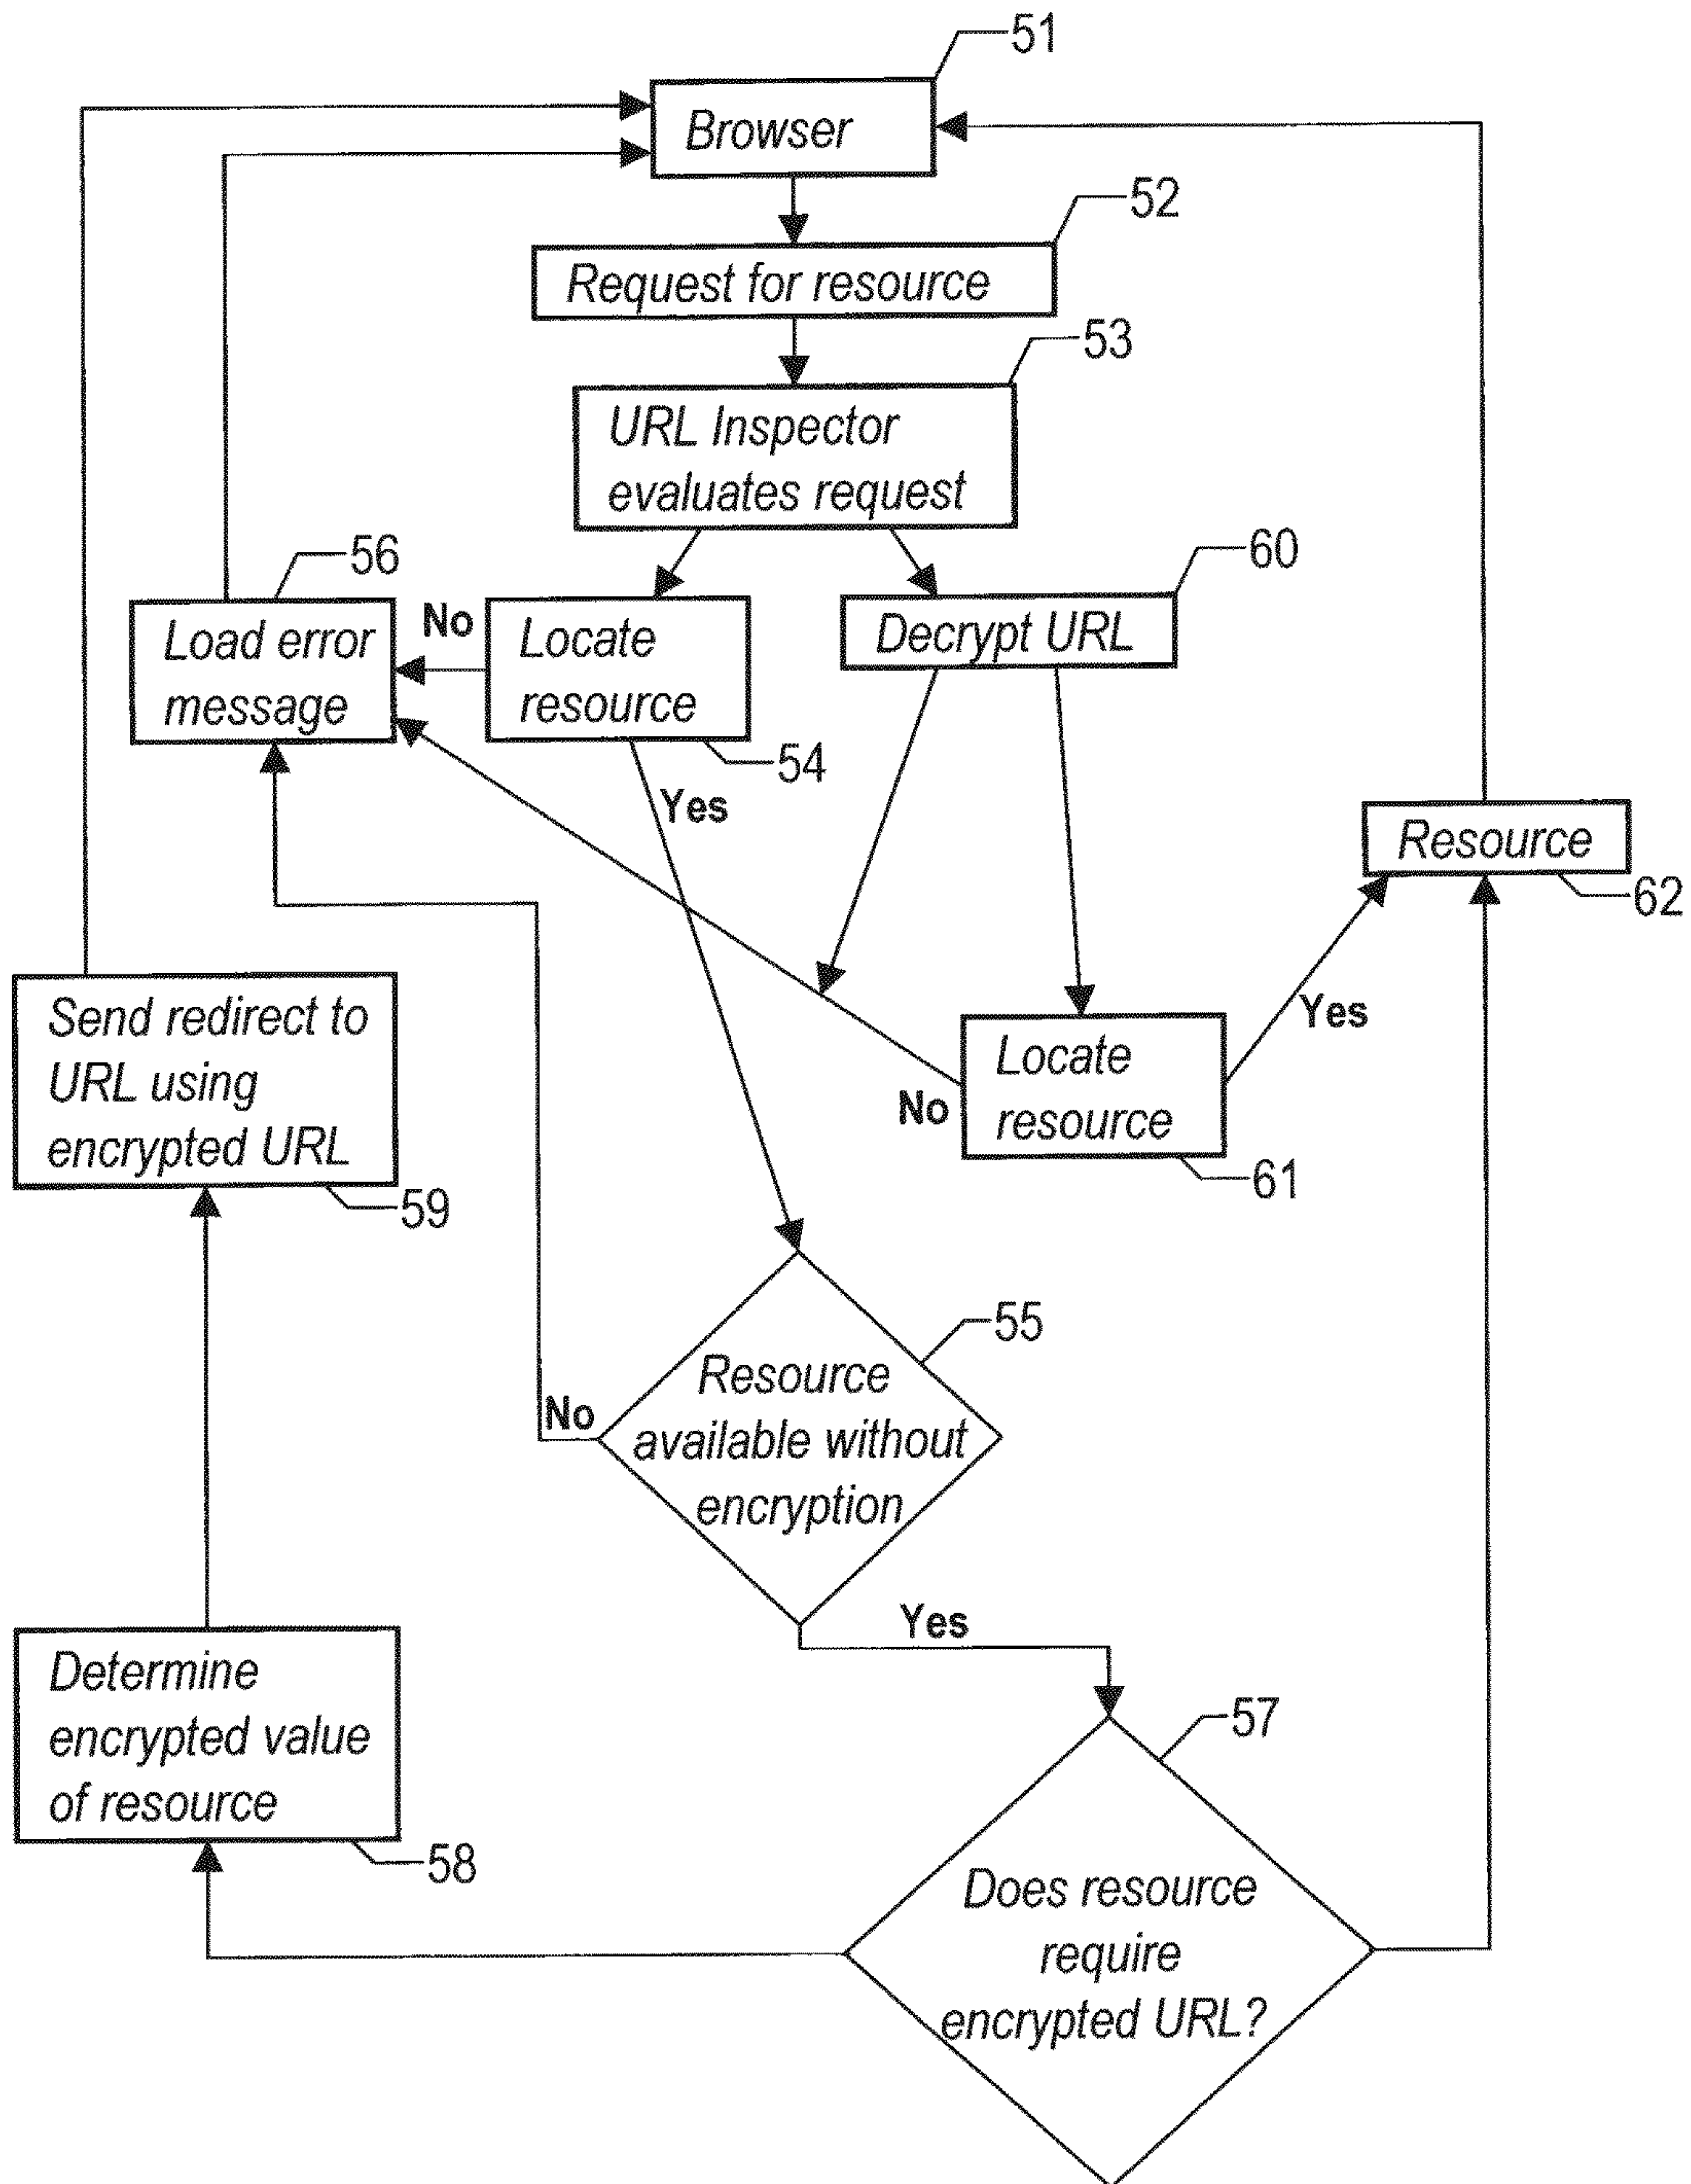 51
Browser
52
Request for resource
53
URL Inspector
evaluates request
56
60
Load error
message
No
Locate
resource
Decrypt URL
54
Yes
Resource
62
Send redirect to
URL using
encrypted URL
59
Locate
resource
Yes
No
61
55
Resource
available without
encryption
No
Yes
Determine
encrypted value
of resource
58
57
Does resource
require
encrypted URL?